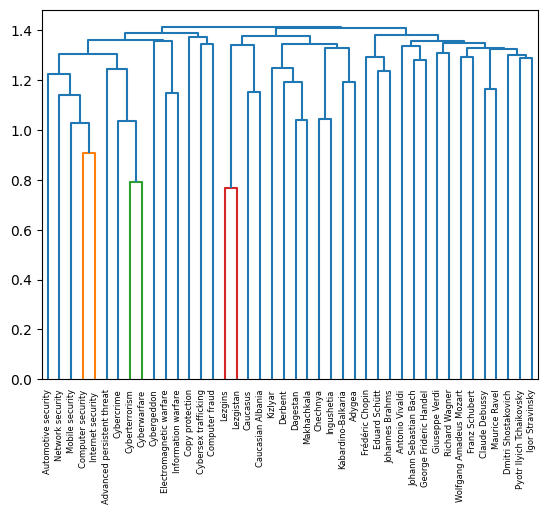 1.4
1.2
1.0
0.8
0.6
0.4
0.2
0.0
Automotive security
Network security
Mobile security
Computer security
Internet security
Advanced persistent threat
Cybercrime
Cyberterrorism
Cyberwarfare
Cybergeddon
Electromagnetic warfare
Information warfare
Copy protection
Cybersex trafficking
Computer fraud
Lezgins
Lezgistan
Caucasus
Caucasian Albania
Kizlyar
Derbent
Dagestan
Makhachkala
Chechnya
Ingushetia
Kabardino-Balkaria
Adygea
Frédéric Chopin
Eduard Schütt
Johannes Brahms
Antonio Vivaldi
Johann Sebastian Bach
George Frideric Handel
Giuseppe Verdi
Richard Wagner
Wolfgang Amadeus Mozart
Franz Schubert
Claude Debussy
Maurice Ravel
Dmitri Shostakovich
Pyotr Ilyich Tchaikovsky
Igor Stravinsky